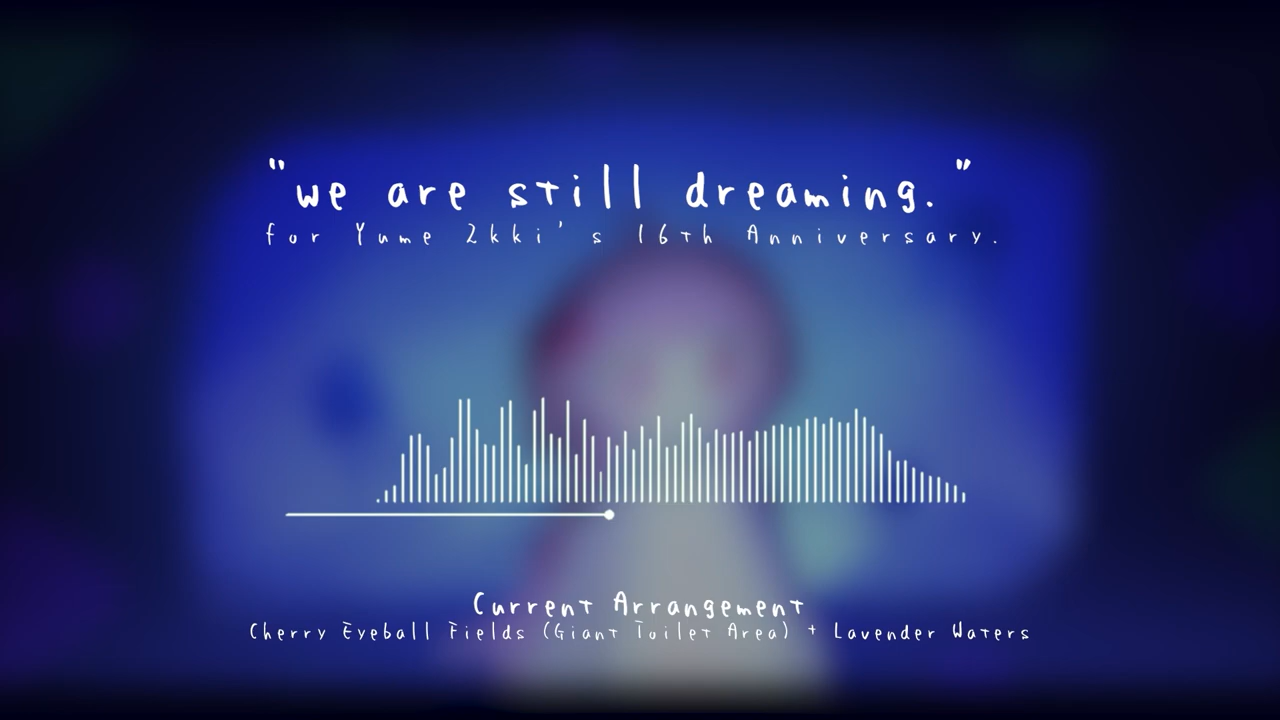 "we are still dreaming."
for Yume 2kki's 16th Anniversary.
Current Arrangement
Cherry Eyeball Fields (Giant Toilet Area) + Lavender Waters